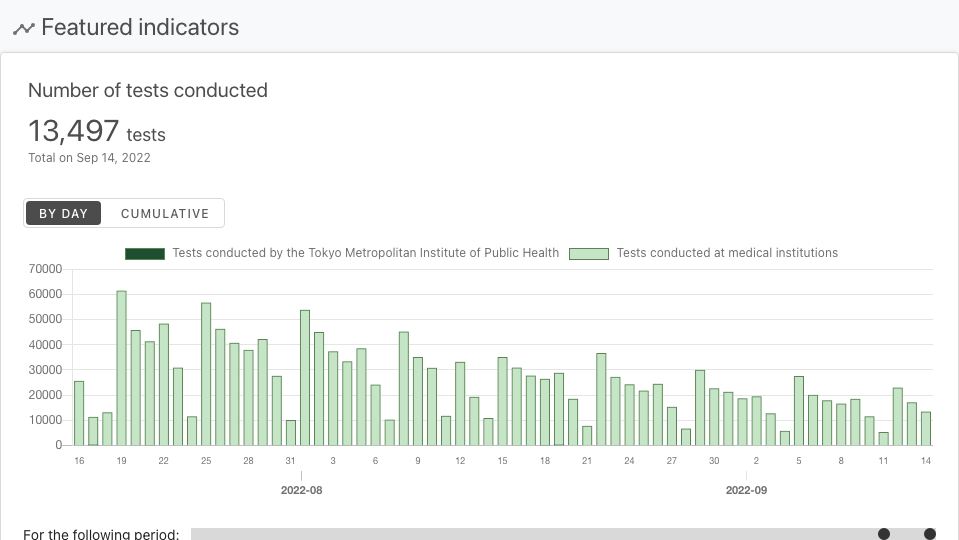 Featured indicators
Number of tests conducted
13,497 tests
Total on Sep 14, 2022
BY DAY CUMULATIVE
Tests conducted by the Tokyo Metropolitan Institute of Public Health Tests conducted at medical institutions
70000
60000
50000
40000
30000
20000
10000
0
16 19 22 25 28 31 3 6 9 12 15 18 21 24 27 30 2 5 8 11 14
2022-08 2022-09
For the following period: